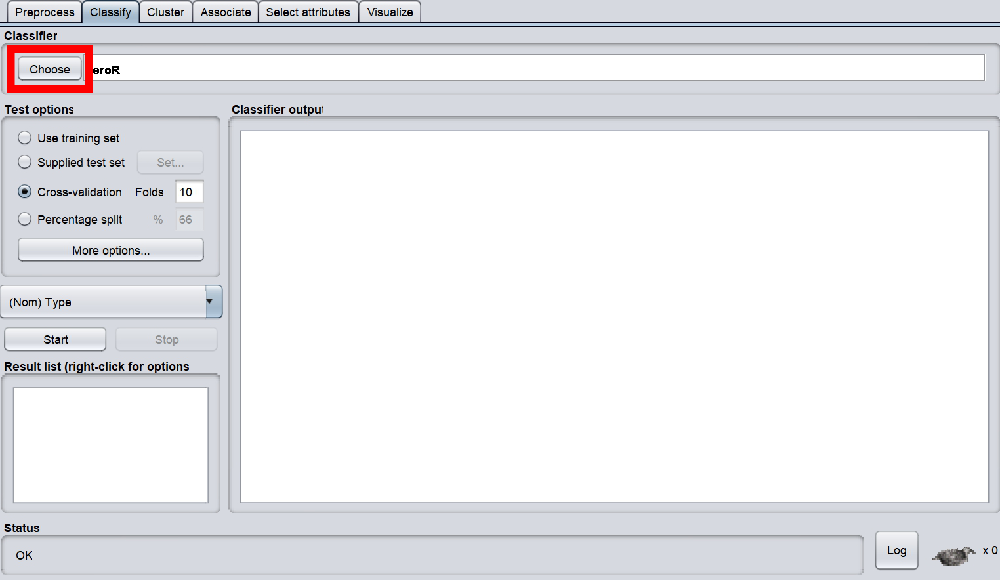 Preprocess Classify Cluster Associate Select attributes Visualize
Classifier
Choose eroR
Test options
Use training set
Supplied test set Set...
Cross-validation Folds 10
Percentage split % 66
More options...
(Nom) Type
Start Stop
Result list (right-click for options
Classifier output
Status
OK
Log x 0